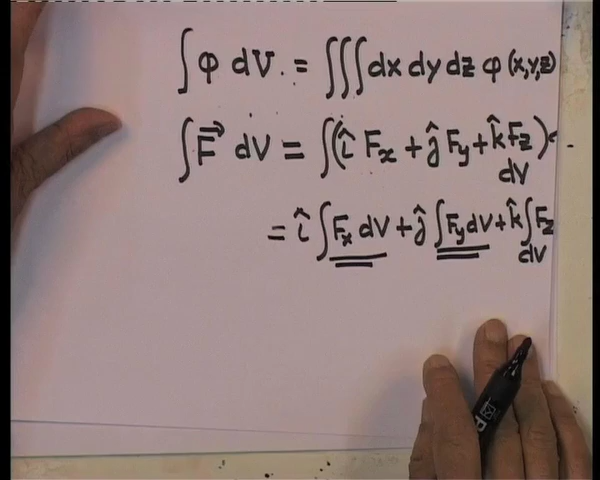 ∫ φ dV. = ∫∫∫ dx dy dz φ(x,y,z)
∫ F⃗ dV = ∫(î Fx + ĵ Fy + k̂ Fz) dV
= î ∫ Fx dV + ĵ ∫ Fy dV + k̂ ∫ Fz dV